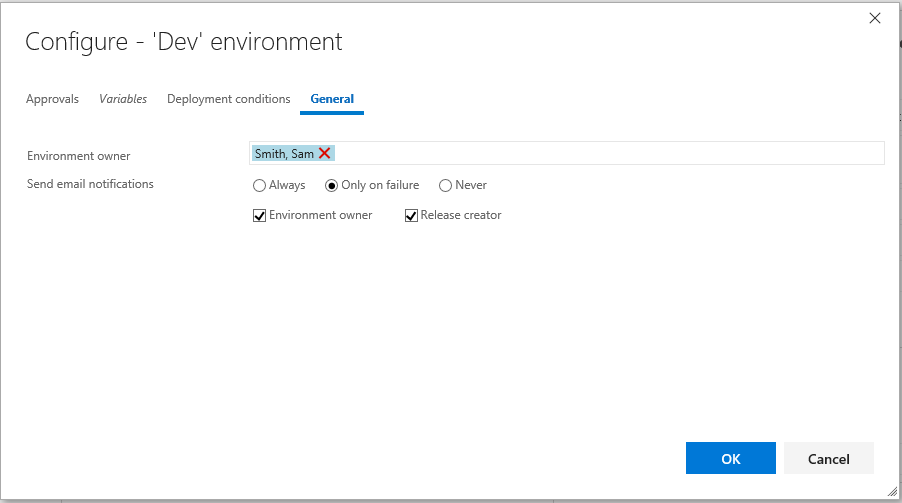 Configure - 'Dev' environment
Approvals Variables Deployment conditions General
Environment owner Smith, Sam
Send email notifications Always Only on failure Never
Environment owner Release creator
OK Cancel